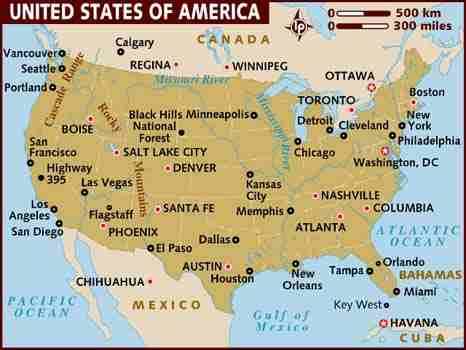 UNITED STATES OF AMERICA
lp
500 km
300 miles
Vancouver
Calgary
CANADA
Seattle
REGINA
WINNIPEG
Missouri River
OTTAWA
Portland
Cascade Range
TORONTO
Boston
Rocky
Mountains
BOISE
Black Hills
National
Forest
Minneapolis
Mississippi River
Detroit
Cleveland
New
York
Philadelphia
San
Francisco
SALT LAKE CITY
Chicago
Washington, DC
Highway
395
Las Vegas
DENVER
Kansas
City
NASHVILLE
Los
Angeles
Flagstaff
SANTA FE
Memphis
COLUMBIA
San Diego
PHOENIX
Dallas
ATLANTA
ATLANTIC
OCEAN
El Paso
AUSTIN
Houston
New
Orleans
Tampa
Orlando
BAHAMAS
CHIHUAHUA
Miami
PACIFIC
OCEAN
MEXICO
Gulf of
Mexico
Key West
HAVANA
CUBA